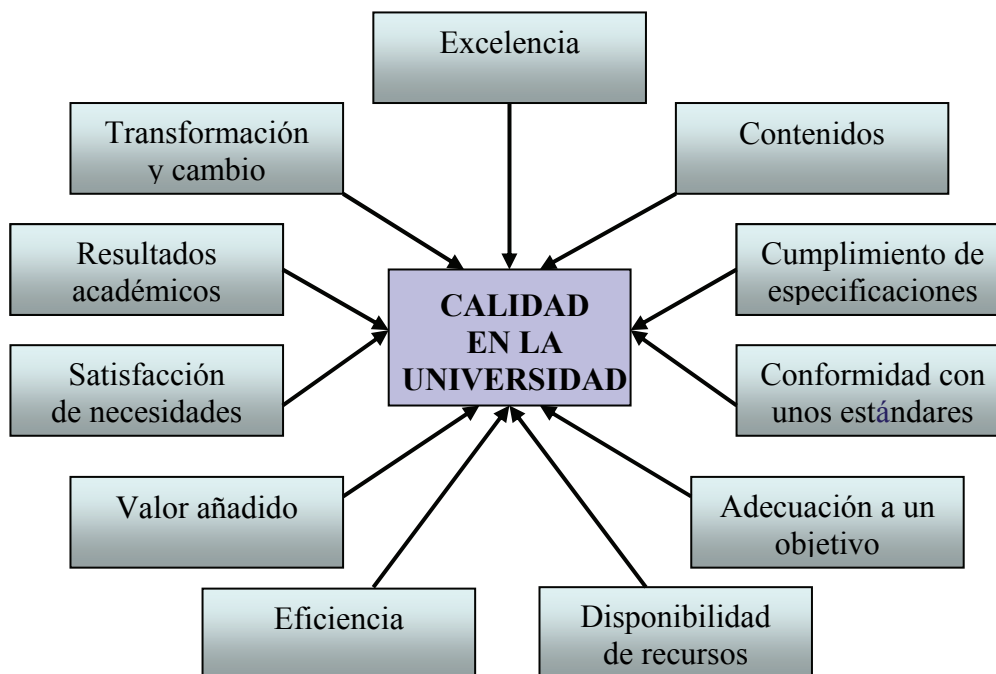 Excelencia
Transformación
y cambio
Contenidos
Resultados
académicos
CALIDAD
EN LA
UNIVERSIDAD
Cumplimiento de
especificaciones
Satisfacción
de necesidades
Conformidad con
unos estándares
Valor añadido
Adecuación a un
objetivo
Eficiencia
Disponibilidad
de recursos